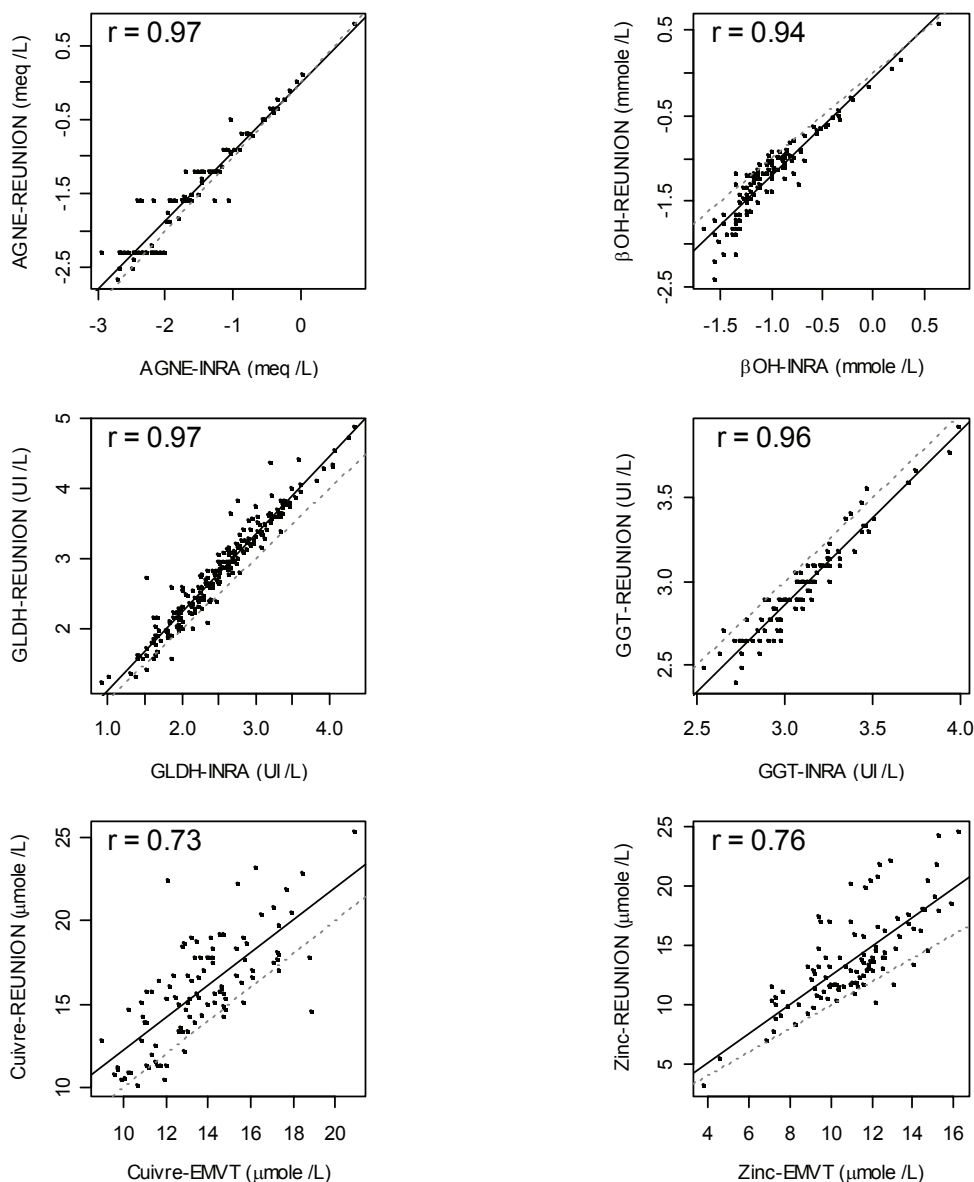 r = 0.97
AGNE-REUNION (meq /L)
-2.5 -1.5 -0.5 0.5
-3 -2 -1 0
AGNE-INRA (meq /L)
r = 0.94
βOH-REUNION (mmole /L)
-2.5 -1.5 -0.5 0.5
-1.5 -1.0 -0.5 0.0 0.5
βOH-INRA (mmole /L)
r = 0.97
GLDH-REUNION (UI /L)
2 3 4 5
1.0 2.0 3.0 4.0
GLDH-INRA (UI /L)
r = 0.96
GGT-REUNION (UI /L)
2.5 3.0 3.5
2.5 3.0 3.5 4.0
GGT-INRA (UI /L)
r = 0.73
Cuivre-REUNION (μmole /L)
10 15 20 25
10 12 14 16 18 20
Cuivre-EMVT (μmole /L)
r = 0.76
Zinc-REUNION (μmole /L)
5 10 15 20 25
4 6 8 10 12 14 16
Zinc-EMVT (μmole /L)